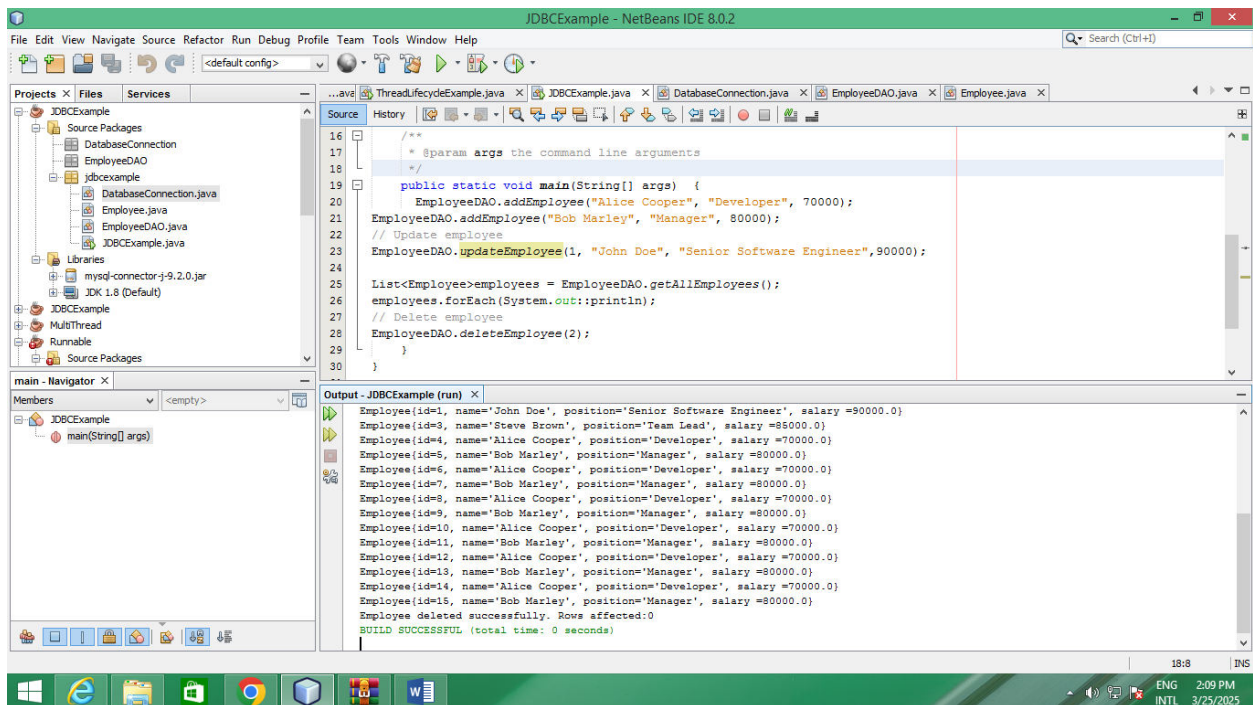 JDBCExample - NetBeans IDE 8.0.2
File Edit View Navigate Source Refactor Run Debug Profile Team Tools Window Help
Search (Ctrl+I)
<default config>
Projects Files Services
JDBCExample
Source Packages
DatabaseConnection
EmployeeDAO
jdbcexample
DatabaseConnection.java
Employee.java
EmployeeDAO.java
JDBCExample.java
Libraries
mysql-connector-j-9.2.0.jar
JDK 1.8 (Default)
JDBCExample
MultiThread
Runnable
Source Packages
main - Navigator
Members <empty>
JDBCExample
main(String[] args)
...ava ThreadLifecycleExample.java JDBCExample.java DatabaseConnection.java EmployeeDAO.java Employee.java
Source History
16 /**
17 * @param args the command line arguments
18 */
19 public static void main(String[] args) {
20 EmployeeDAO.addEmployee("Alice Cooper", "Developer", 70000);
21 EmployeeDAO.addEmployee("Bob Marley", "Manager", 80000);
22 // Update employee
23 EmployeeDAO.updateEmployee(1, "John Doe", "Senior Software Engineer",90000);
24
25 List<Employee>employees = EmployeeDAO.getAllEmployees();
26 employees.forEach(System.out::println);
27 // Delete employee
28 EmployeeDAO.deleteEmployee(2);
29 }
30 }
Output - JDBCExample (run)
Employee{id=1, name='John Doe', position='Senior Software Engineer', salary =90000.0}
Employee{id=3, name='Steve Brown', position='Team Lead', salary =85000.0}
Employee{id=4, name='Alice Cooper', position='Developer', salary =70000.0}
Employee{id=5, name='Bob Marley', position='Manager', salary =80000.0}
Employee{id=6, name='Alice Cooper', position='Developer', salary =70000.0}
Employee{id=7, name='Bob Marley', position='Manager', salary =80000.0}
Employee{id=8, name='Alice Cooper', position='Developer', salary =70000.0}
Employee{id=9, name='Bob Marley', position='Manager', salary =80000.0}
Employee{id=10, name='Alice Cooper', position='Developer', salary =70000.0}
Employee{id=11, name='Bob Marley', position='Manager', salary =80000.0}
Employee{id=12, name='Alice Cooper', position='Developer', salary =70000.0}
Employee{id=13, name='Bob Marley', position='Manager', salary =80000.0}
Employee{id=14, name='Alice Cooper', position='Developer', salary =70000.0}
Employee{id=15, name='Bob Marley', position='Manager', salary =80000.0}
Employee deleted successfully. Rows affected:0
BUILD SUCCESSFUL (total time: 0 seconds)
18:8 INS
ENG 2:09 PM
INTL 3/25/2025